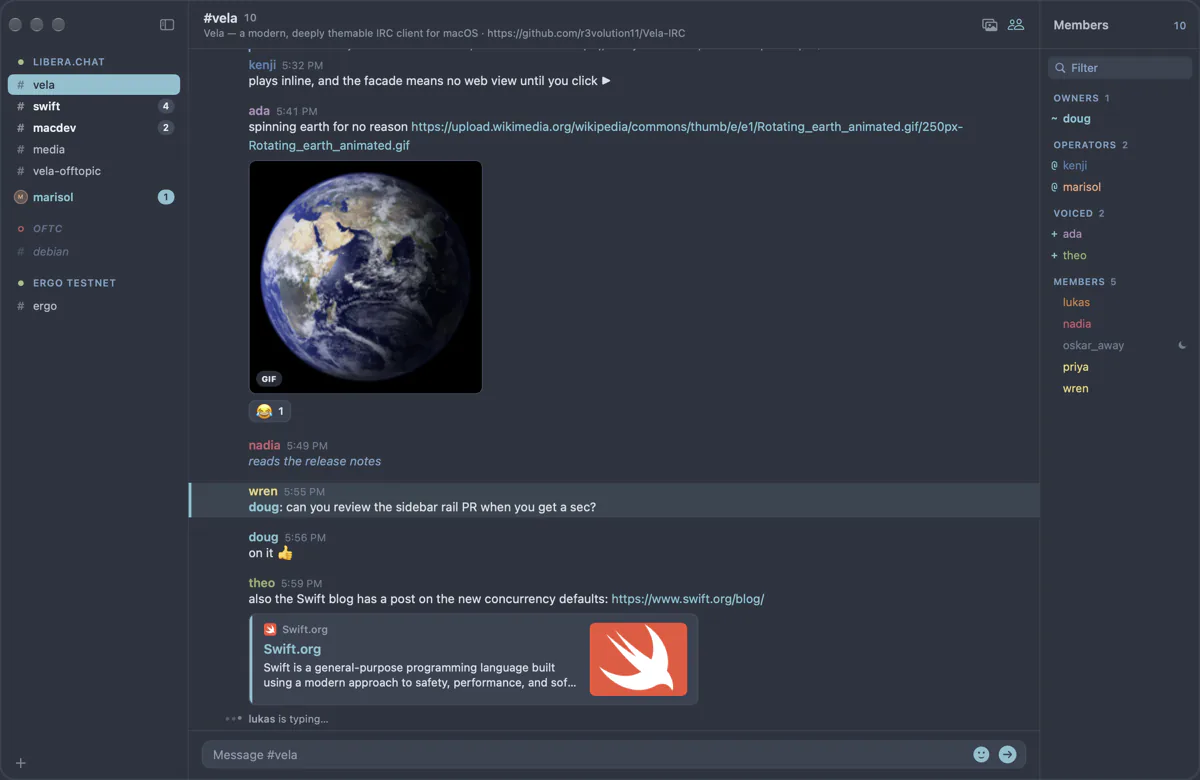 LIBERA.CHAT
# vela
# swift 4
# macdev 2
# media
# vela-offtopic
M marisol 1
OFTC
# debian
ERGO TESTNET
# ergo
+
#vela 10
Vela — a modern, deeply themable IRC client for macOS · https://github.com/r3volution11/Vela-IRC
kenji 5:32 PM
plays inline, and the facade means no web view until you click ▶
ada 5:41 PM
spinning earth for no reason https://upload.wikimedia.org/wikipedia/commons/thumb/e/e1/Rotating_earth_animated.gif/250px-
Rotating_earth_animated.gif
GIF
😂 1
nadia 5:49 PM
reads the release notes
wren 5:55 PM
doug: can you review the sidebar rail PR when you get a sec?
doug 5:56 PM
on it 👍
theo 5:59 PM
also the Swift blog has a post on the new concurrency defaults: https://www.swift.org/blog/
Swift.org
Swift.org
Swift is a general-purpose programming language built
using a modern approach to safety, performance, and sof...
lukas is typing...
Message #vela
Members 10
Filter
OWNERS 1
~ doug
OPERATORS 2
@ kenji
@ marisol
VOICED 2
+ ada
+ theo
MEMBERS 5
lukas
nadia
oskar_away
priya
wren